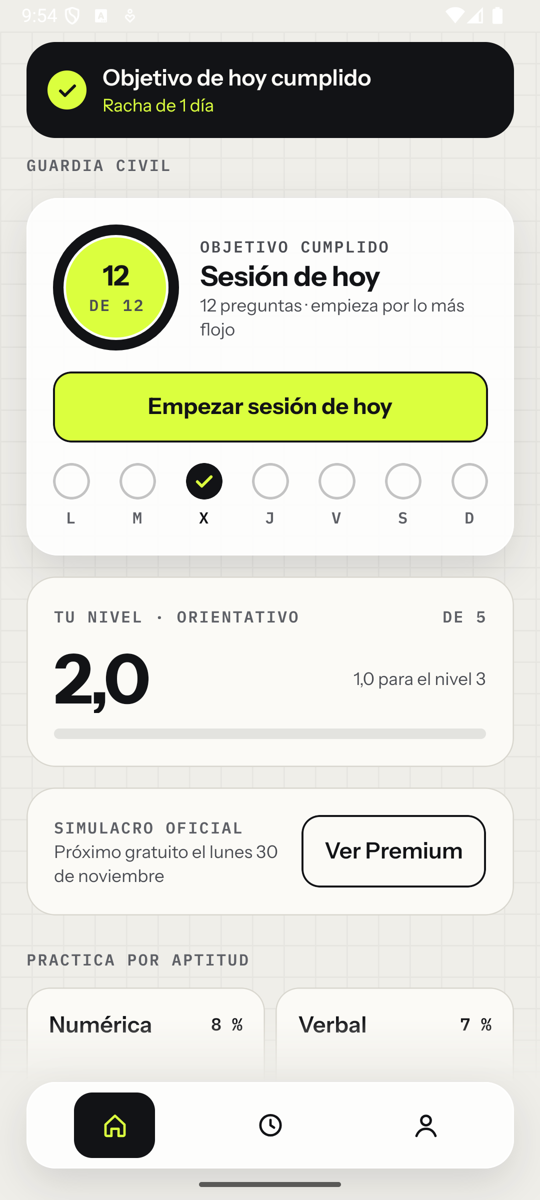 9:54
Objetivo de hoy cumplido
Racha de 1 día
GUARDIA CIVIL
12
DE 12
OBJETIVO CUMPLIDO
Sesión de hoy
12 preguntas · empieza por lo más
flojo
Empezar sesión de hoy
L M X J V S D
TU NIVEL · ORIENTATIVO DE 5
2,0
1,0 para el nivel 3
SIMULACRO OFICIAL
Próximo gratuito el lunes 30
de noviembre
Ver Premium
PRACTICA POR APTITUD
Numérica 8 %
Verbal 7 %